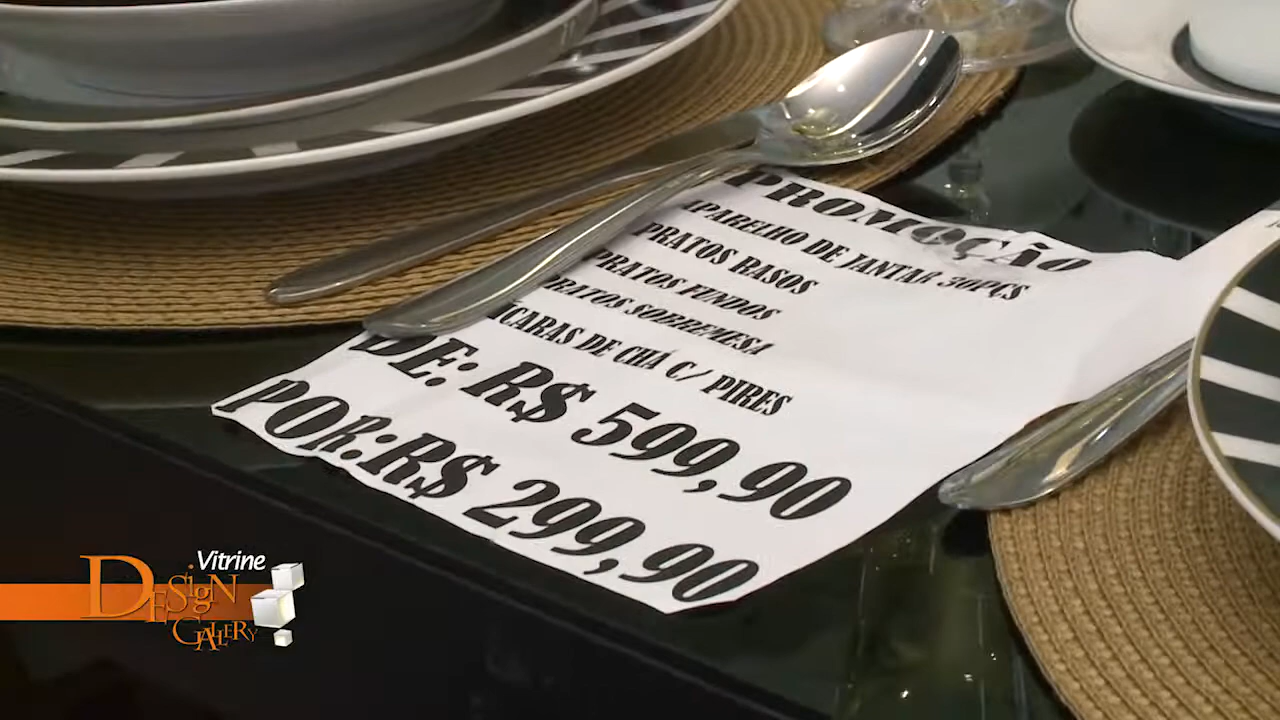 PROMOÇÃO
APARELHO DE JANTAR 30PÇS
PRATOS RASOS
PRATOS FUNDOS
PRATOS SOBREMESA
ÍCARAS DE CHÁ C/ PIRES
DE: R$ 599,90
POR:R$ 299,90
Vitrine
DESigN
GALLERY